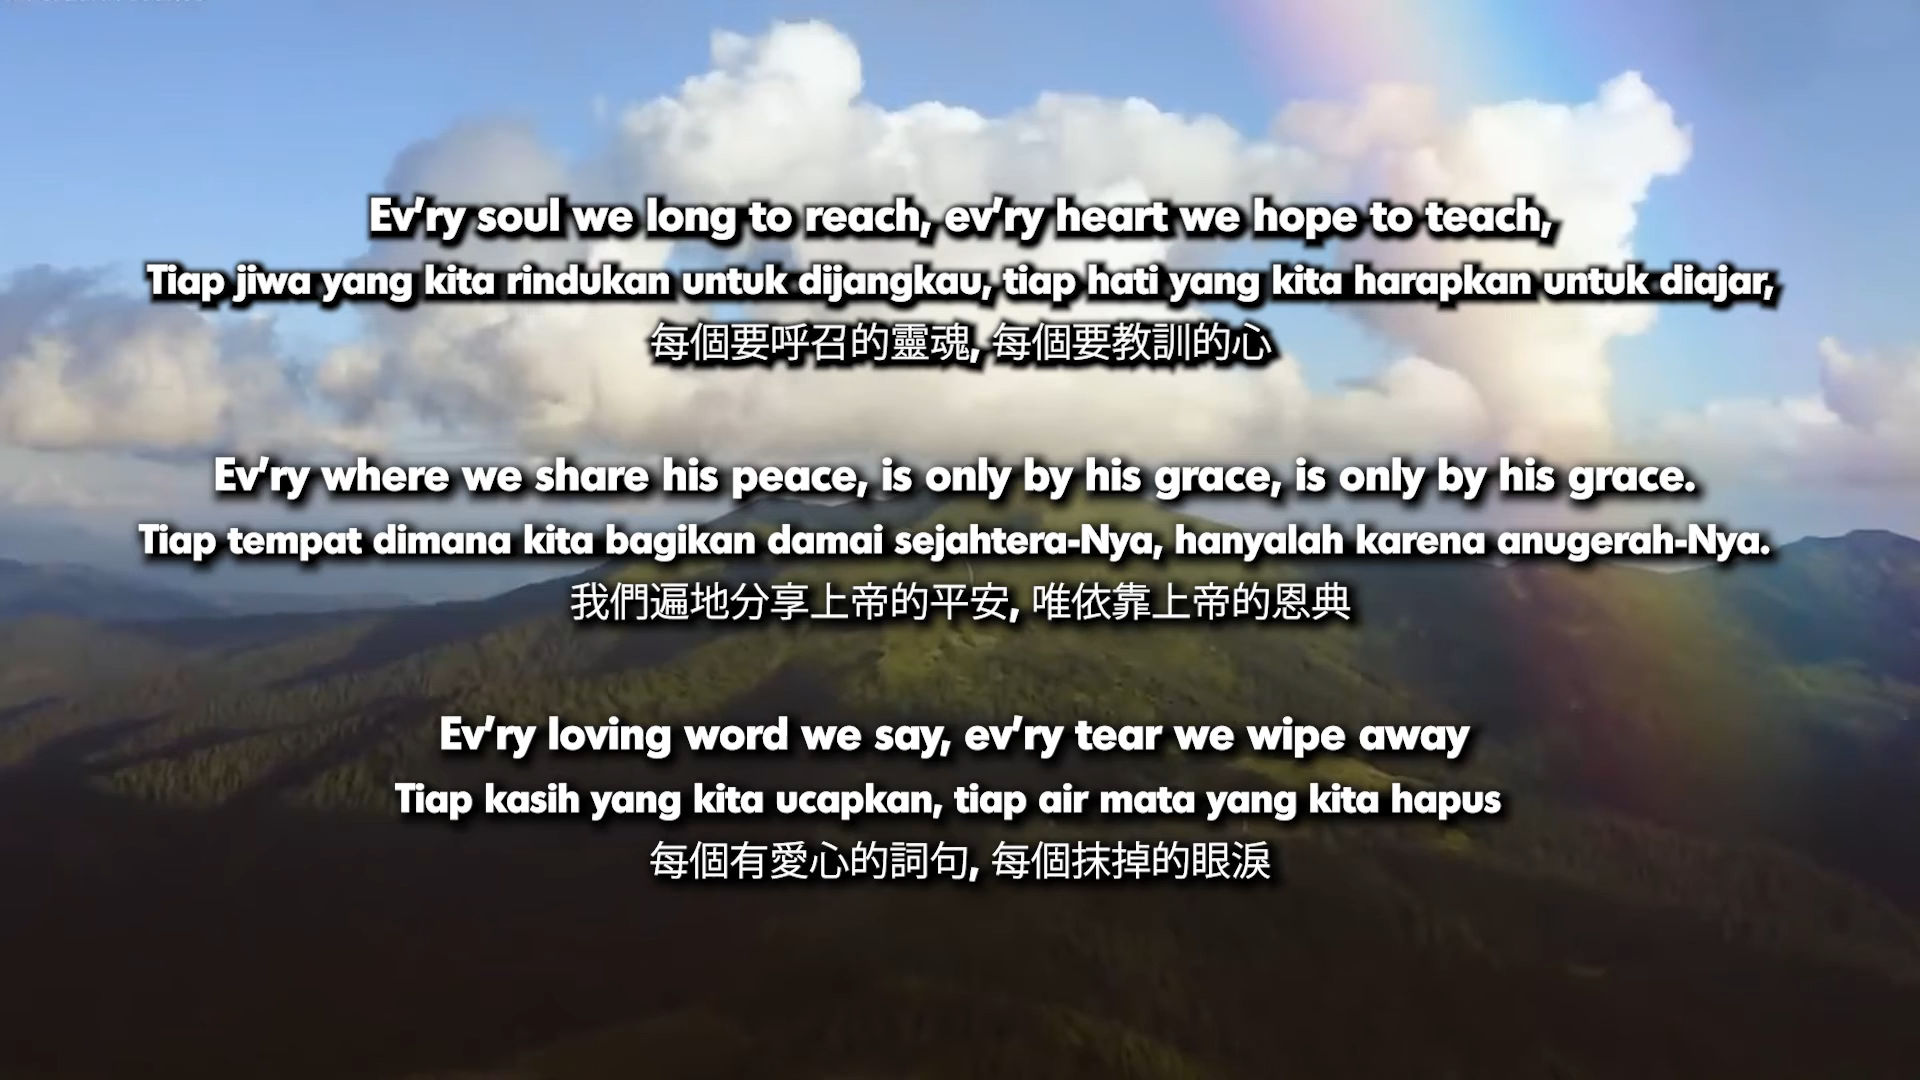 Ev'ry soul we long to reach, ev'ry heart we hope to teach,
Tiap jiwa yang kita rindukan untuk dijangkau, tiap hati yang kita harapkan untuk diajar,
每個要呼召的靈魂, 每個要教訓的心
Ev'ry where we share his peace, is only by his grace, is only by his grace.
Tiap tempat dimana kita bagikan damai sejahtera-Nya, hanyalah karena anugerah-Nya.
我們遍地分享上帝的平安, 唯依靠上帝的恩典
Ev'ry loving word we say, ev'ry tear we wipe away
Tiap kasih yang kita ucapkan, tiap air mata yang kita hapus
每個有愛心的詞句, 每個抹掉的眼淚